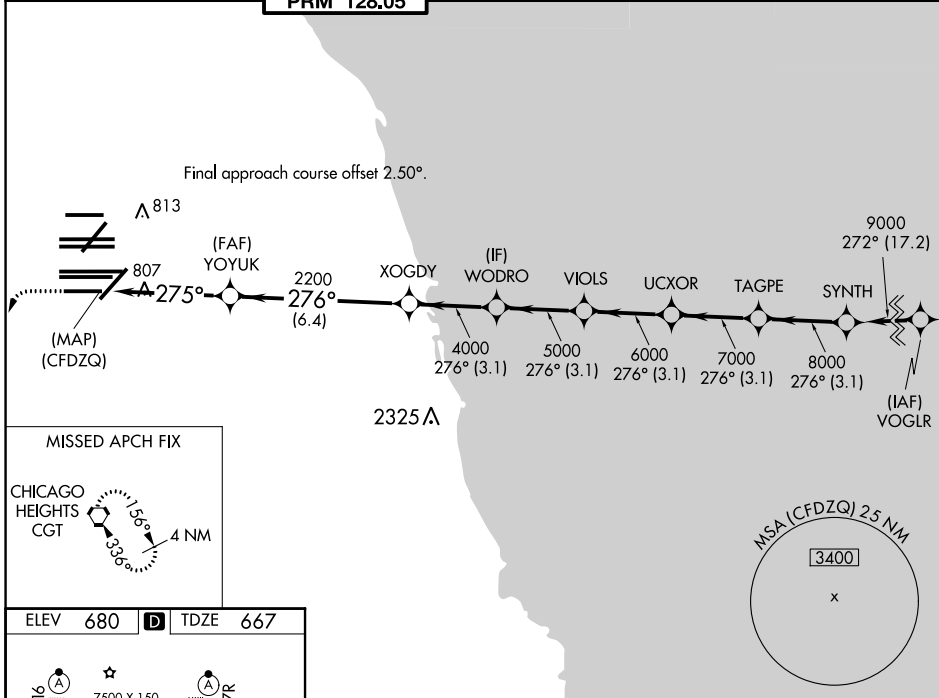 PRM 128.05
Final approach course offset 2.50°.
813
9000
272° (17.2)
(FAF)
YOYUK
807
275°
2200
276°
(6.4)
XOGDY
(IF)
WODRO
VIOLS
UCXOR
TAGPE
SYNTH
(MAP)
(CFDZQ)
4000
276° (3.1)
5000
276° (3.1)
6000
276° (3.1)
7000
276° (3.1)
8000
276° (3.1)
(IAF)
VOGLR
2325
MISSED APCH FIX
CHICAGO
HEIGHTS
CGT
156°
336°
4 NM
MSA (CFDZQ) 25 NM
3400
x
ELEV 680 D TDZE 667
16
A
7500 X 150
A
7R